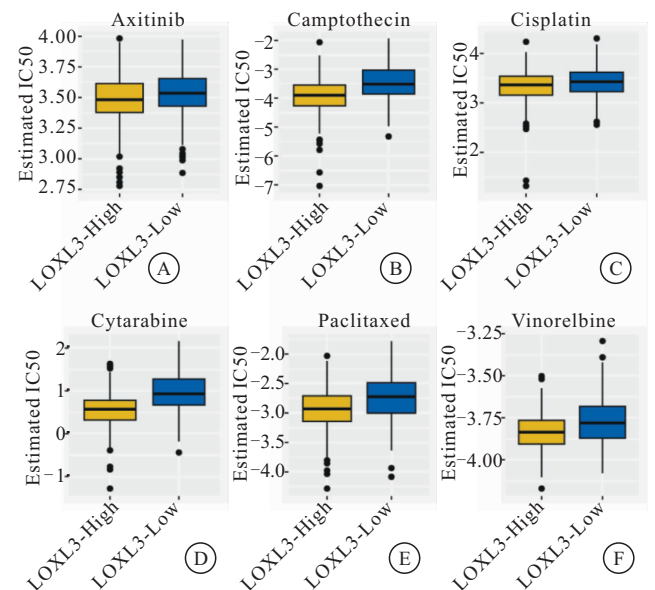 Axitinib
Estimated IC50
4.00
3.75
3.50
3.25
3.00
2.75
LOXL3-High
LOXL3-Low
A
Camptothecin
Estimated IC50
−2
−3
−4
−5
−6
−7
LOXL3-High
LOXL3-Low
B
Cisplatin
Estimated IC50
4
3
2
LOXL3-High
LOXL3-Low
C
Cytarabine
Estimated IC50
2
1
0
−1
LOXL3-High
LOXL3-Low
D
Paclitaxed
Estimated IC50
−2.0
−2.5
−3.0
−3.5
−4.0
LOXL3-High
LOXL3-Low
E
Vinorelbine
Estimated IC50
−3.25
−3.50
−3.75
−4.00
LOXL3-High
LOXL3-Low
F